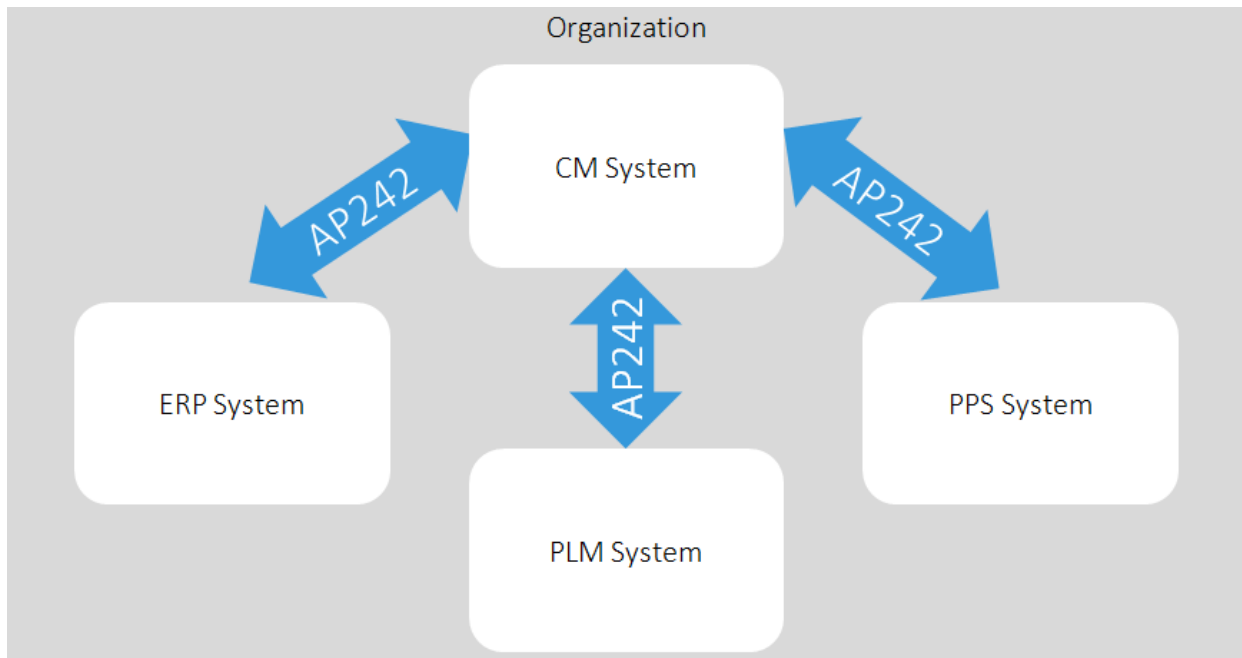 Organization
CM System
AP242
AP242
AP242
ERP System
PPS System
PLM System